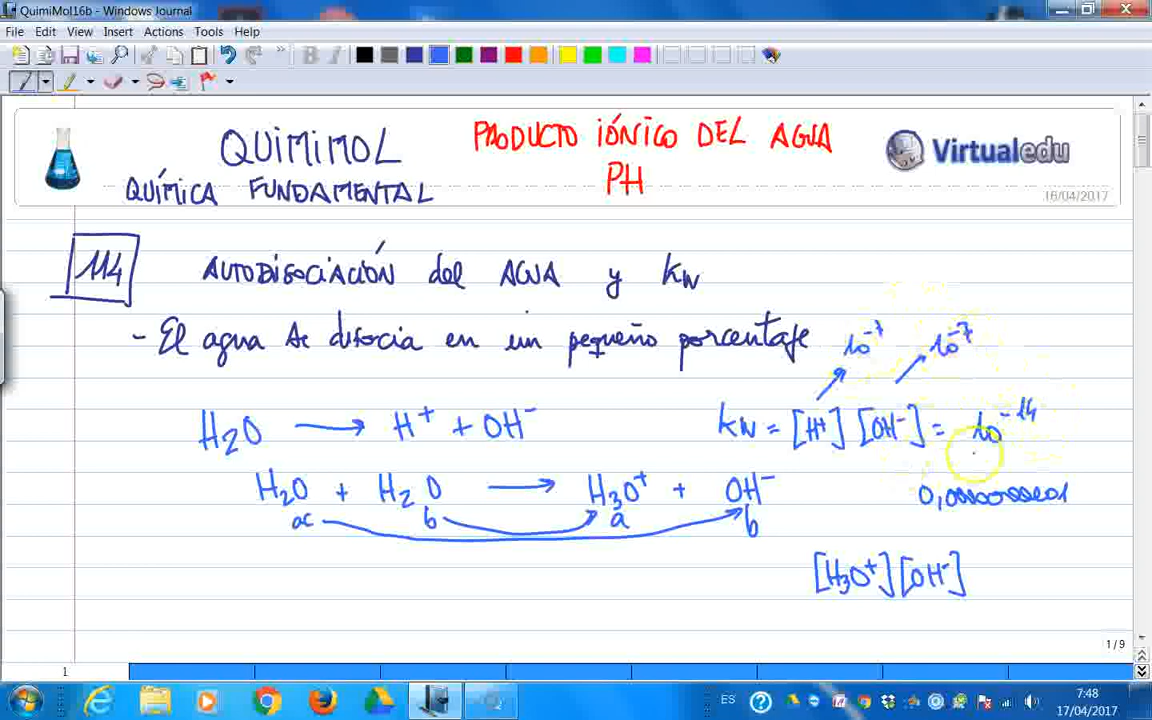 QuimiMol16b - Windows Journal
File Edit View Insert Actions Tools Help
QUIMIMOL
QUÍMICA FUNDAMENTAL
PRODUCTO IÓNICO DEL AGUA
PH
Virtualedu
16/04/2017
114 AUTODISOCIACIÓN del AGUA y kw
- El agua se disocia en un pequeño porcentaje
10⁻⁷ 10⁻⁷
H₂O → H⁺ + OH⁻
kw = [H⁺] [OH⁻] = 10⁻¹⁴
H₂O + H₂O → H₃O⁺ + OH⁻
ac b a b
[H₃O⁺][OH⁻]
1 / 9
1
ES
7:48
17/04/2017